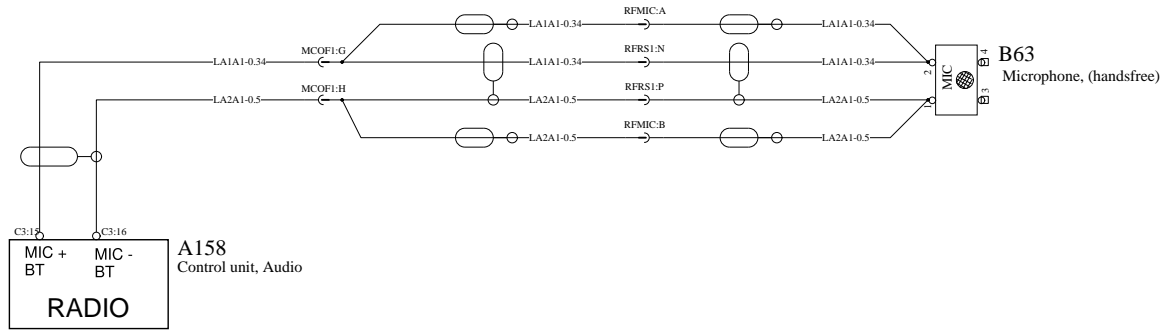 RFMIC:A
LA1A1-0.34
LA1A1-0.34
MCOF1:G
RFRS1:N
LA1A1-0.34
LA1A1-0.34
LA1A1-0.34
MCOF1:H
RFRS1:P
LA2A1-0.5
LA2A1-0.5
LA2A1-0.5
RFMIC:B
LA2A1-0.5
LA2A1-0.5
2
1
MIC
4
3
B63
Microphone, (handsfree)
C3:15
C3:16
MIC +
BT
MIC -
BT
RADIO
A158
Control unit, Audio